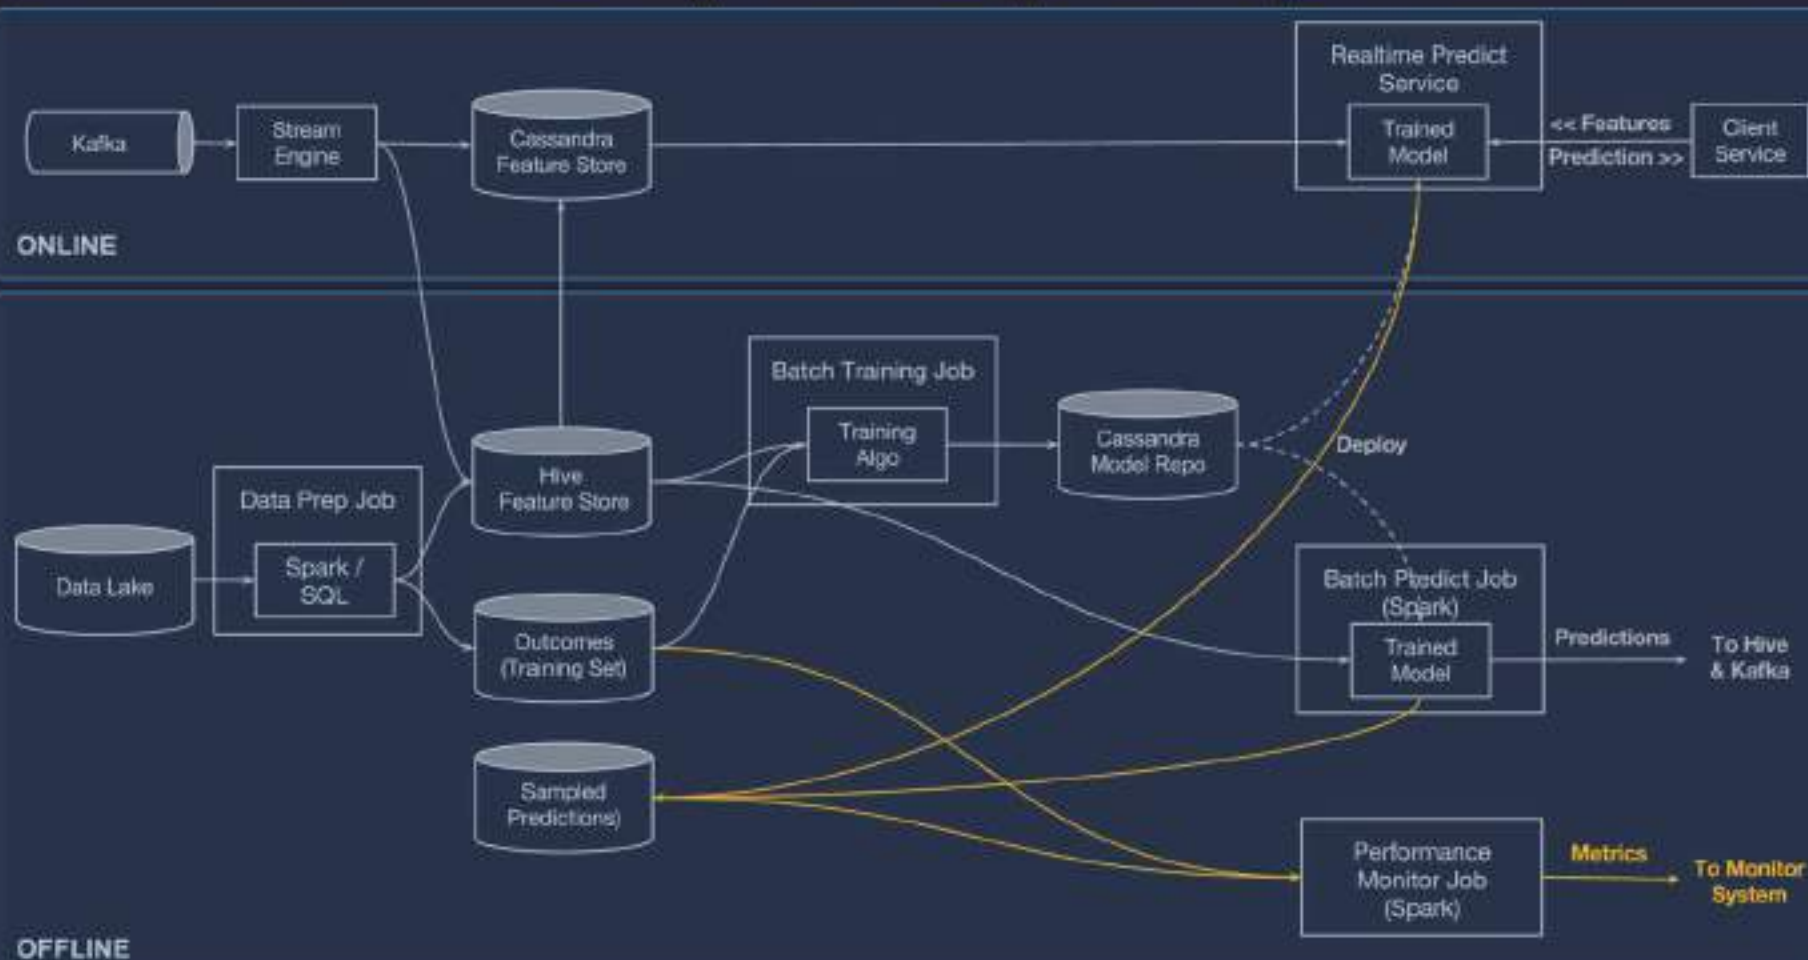 Realtime Predict
Service
Kafka
Stream
Engine
Cassandra
Feature Store
Trained
Model
<< Features
Prediction >>
Client
Service
ONLINE
Batch Training Job
Training
Algo
Cassandra
Model Repo
Deploy
Hive
Feature Store
Data Prep Job
Spark /
SQL
Data Lake
Outcomes
(Training Set)
Batch Predict Job
(Spark)
Trained
Model
Predictions
To Hive
& Kafka
Sampled
Predictions)
Performance
Monitor Job
(Spark)
Metrics
To Monitor
System
OFFLINE